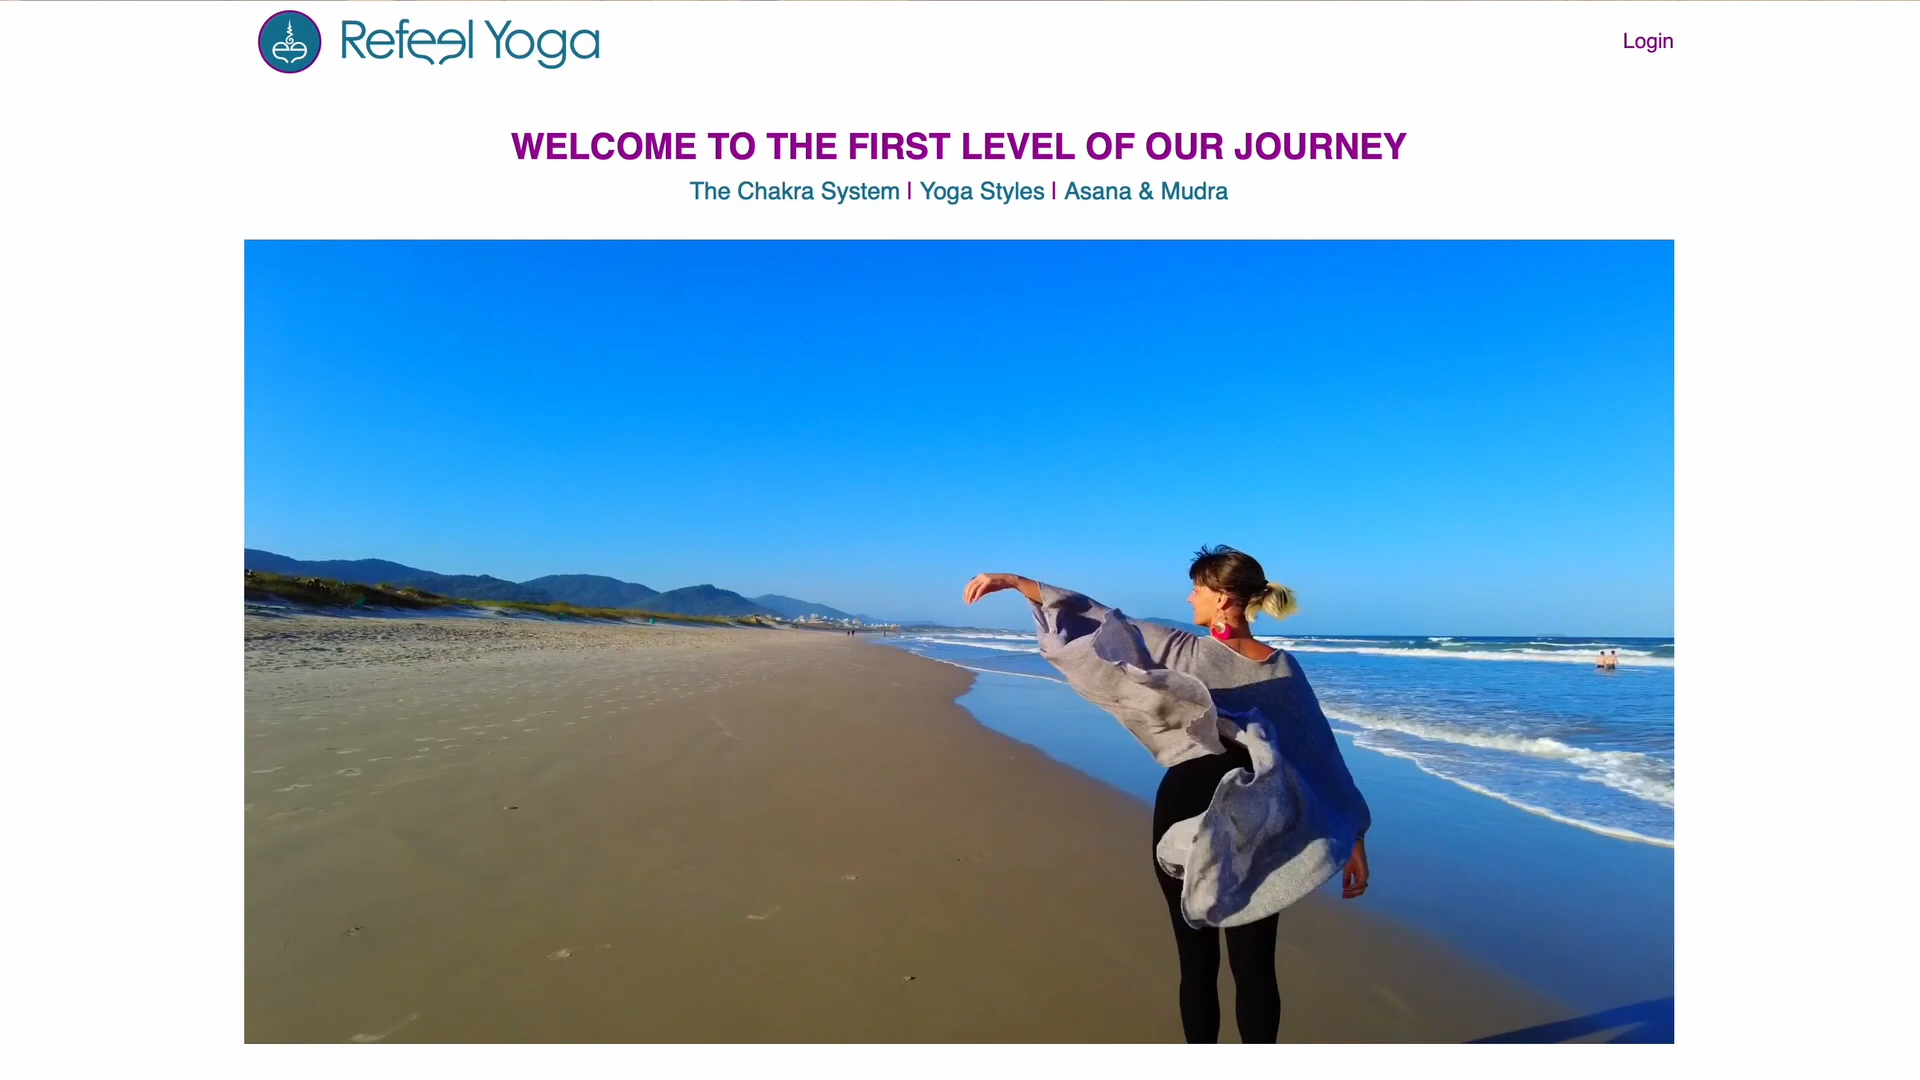 Refeel Yoga
Login
WELCOME TO THE FIRST LEVEL OF OUR JOURNEY
The Chakra System | Yoga Styles | Asana & Mudra